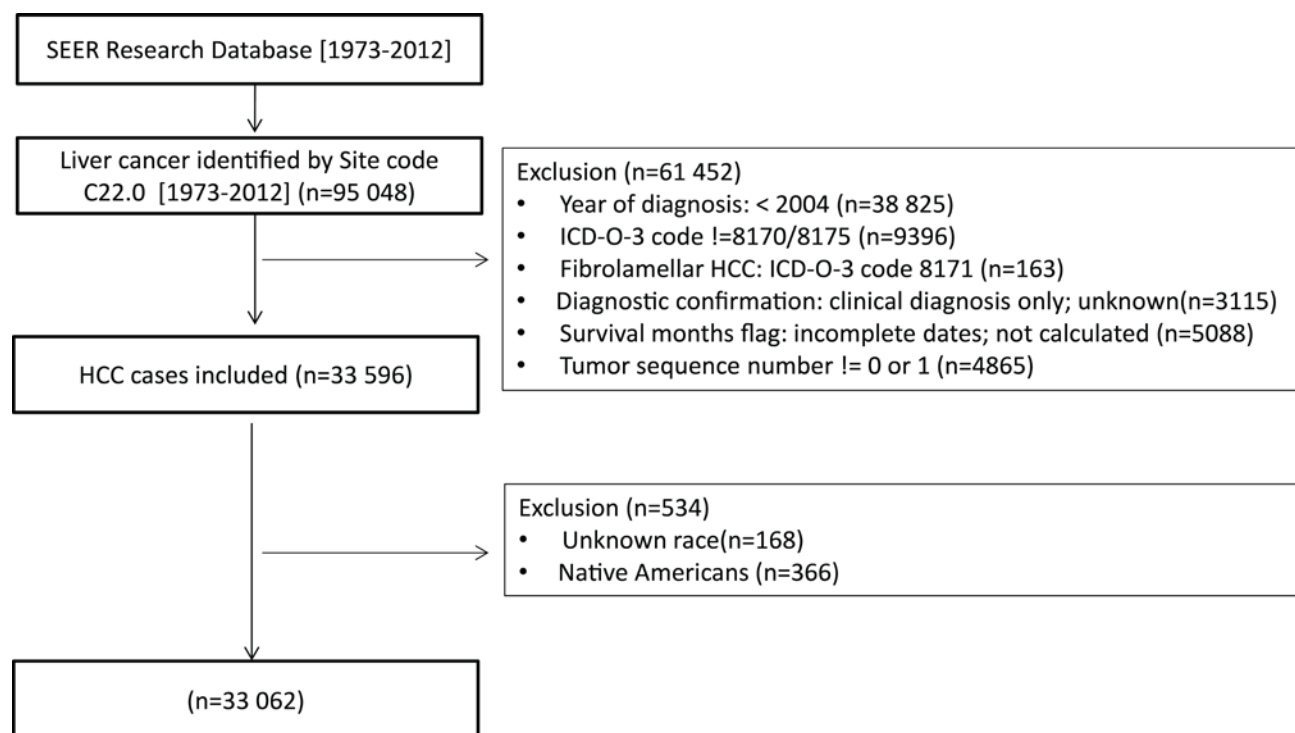 SEER Research Database [1973-2012]
Liver cancer identified by Site code
C22.0 [1973-2012] (n=95 048)
Exclusion (n=61 452)
• Year of diagnosis: < 2004 (n=38 825)
• ICD-O-3 code !=8170/8175 (n=9396)
• Fibrolamellar HCC: ICD-O-3 code 8171 (n=163)
• Diagnostic confirmation: clinical diagnosis only; unknown(n=3115)
• Survival months flag: incomplete dates; not calculated (n=5088)
• Tumor sequence number != 0 or 1 (n=4865)
HCC cases included (n=33 596)
Exclusion (n=534)
• Unknown race(n=168)
• Native Americans (n=366)
(n=33 062)